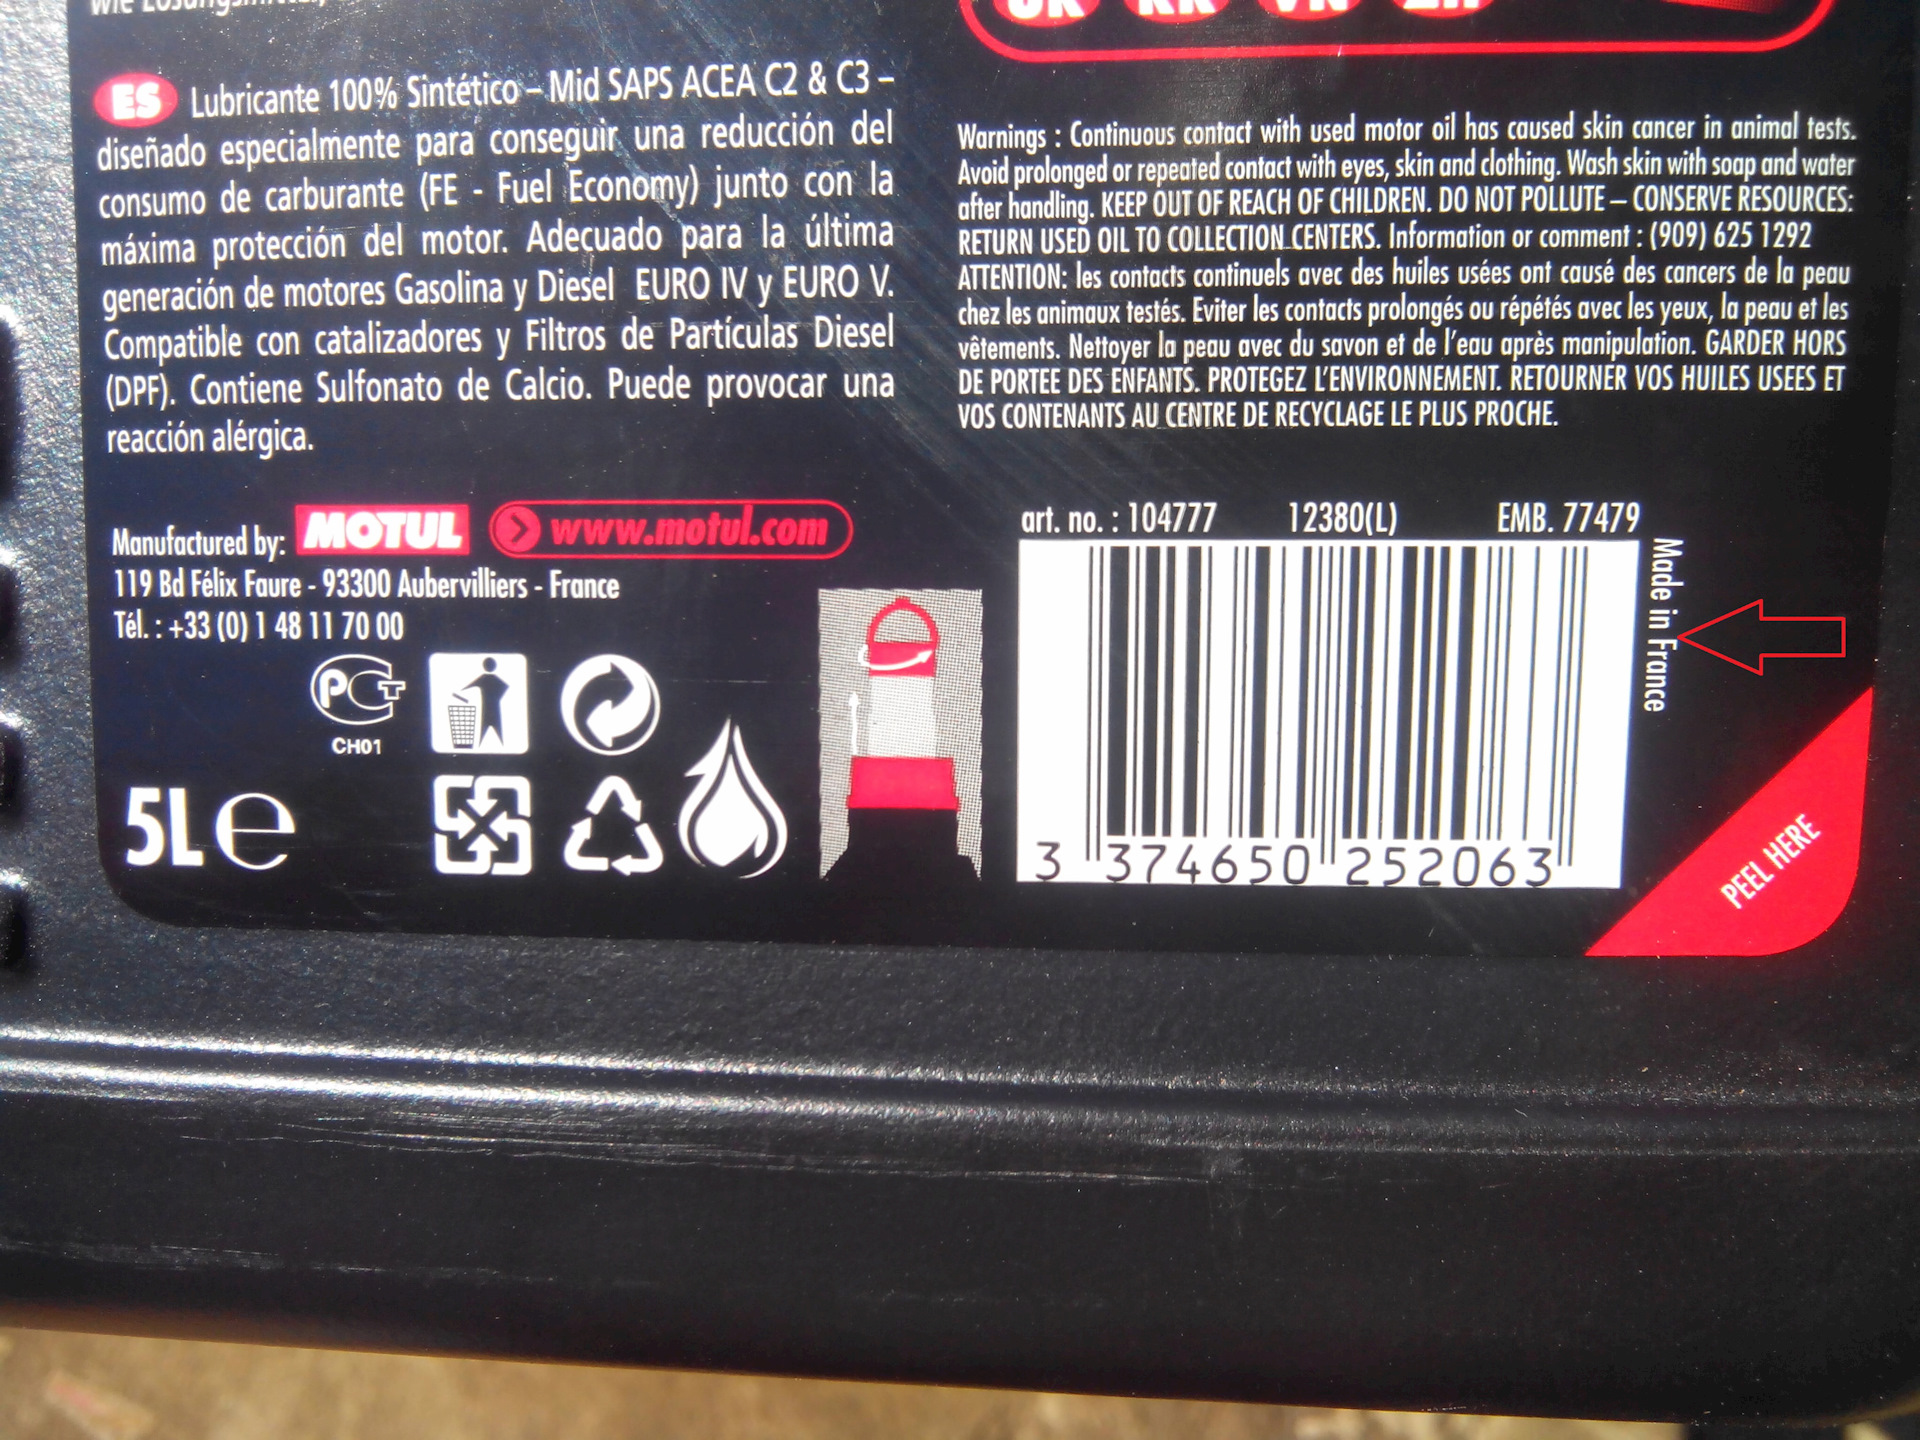 wie Lösungsmittel,
ES Lubricante 100% Sintético – Mid SAPS ACEA C2 & C3 –
diseñado especialmente para conseguir una reducción del
consumo de carburante (FE - Fuel Economy) junto con la
máxima protección del motor. Adecuado para la última
generación de motores Gasolina y Diesel EURO IV y EURO V.
Compatible con catalizadores y Filtros de Partículas Diesel
(DPF). Contiene Sulfonato de Calcio. Puede provocar una
reacción alérgica.
Manufactured by: MOTUL www.motul.com
119 Bd Félix Faure - 93300 Aubervilliers - France
Tél. : +33 (0) 1 48 11 70 00
PCT
CH01
5L e
KR VN
Warnings : Continuous contact with used motor oil has caused skin cancer in animal tests.
Avoid prolonged or repeated contact with eyes, skin and clothing. Wash skin with soap and water
after handling. KEEP OUT OF REACH OF CHILDREN. DO NOT POLLUTE – CONSERVE RESOURCES:
RETURN USED OIL TO COLLECTION CENTERS. Information or comment : (909) 625 1292
ATTENTION: les contacts continuels avec des huiles usées ont causé des cancers de la peau
chez les animaux testés. Eviter les contacts prolongés ou répétés avec les yeux, la peau et les
vêtements. Nettoyer la peau avec du savon et de l'eau après manipulation. GARDER HORS
DE PORTEE DES ENFANTS. PROTEGEZ L'ENVIRONNEMENT. RETOURNER VOS HUILES USEES ET
VOS CONTENANTS AU CENTRE DE RECYCLAGE LE PLUS PROCHE.
art. no. : 104777 12380(L) EMB. 77479
Made in France
3 374650 252063
PEEL HERE